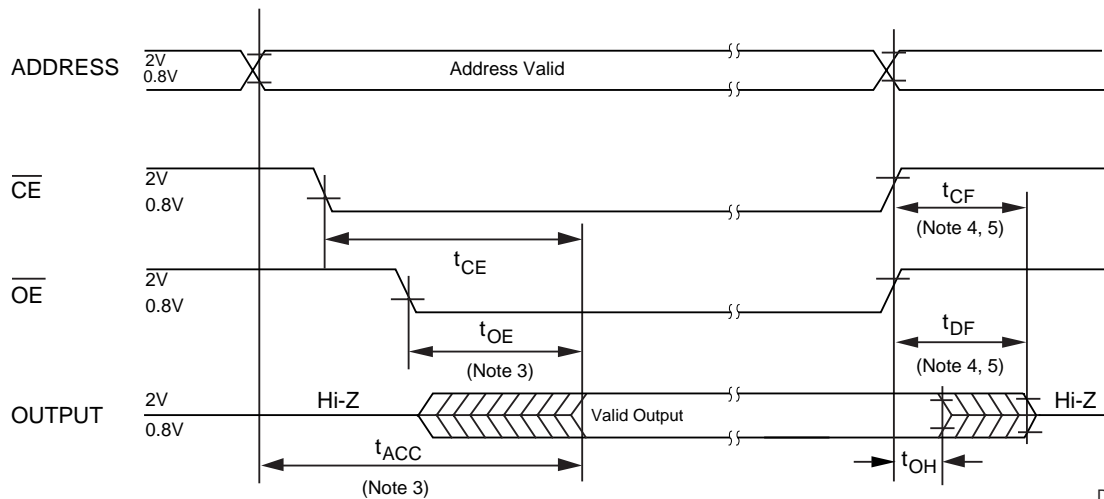 ADDRESS
2V
0.8V
Address Valid
CE
2V
0.8V
tCF
(Note 4, 5)
tCE
OE
2V
0.8V
tOE
(Note 3)
tDF
(Note 4, 5)
OUTPUT
2V
0.8V
Hi-Z
Valid Output
Hi-Z
tACC
(Note 3)
tOH